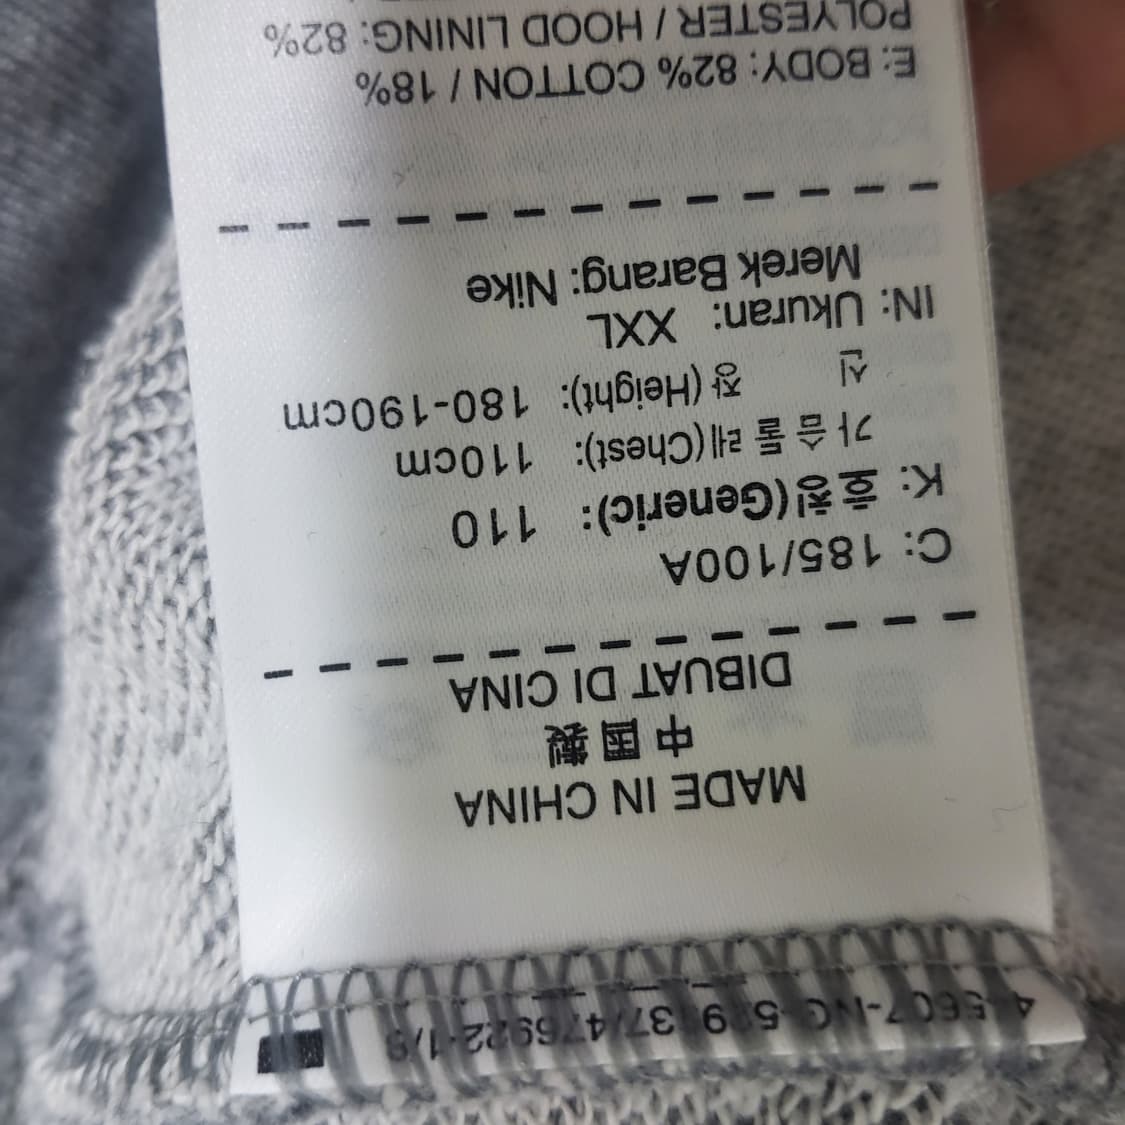 MADE IN CHINA
中国製
DIBUAT DI CINA
C: 185/100A
K: 호칭(Generic): 110
가슴둘레(Chest): 110cm
신 장(Height): 180-190cm
IN: Ukuran: XXL
Merek Barang: Nike
E: BODY: 82% COTTON / 18%
POLYESTER / HOOD LINING: 82%